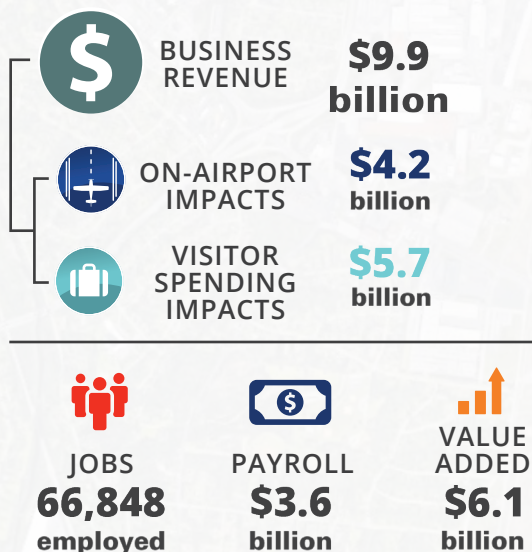 $
BUSINESS
REVENUE
$9.9
billion
ON-AIRPORT
IMPACTS
$4.2
billion
VISITOR
SPENDING
IMPACTS
$5.7
billion
$
JOBS
66,848
employed
PAYROLL
$3.6
billion
VALUE
ADDED
$6.1
billion